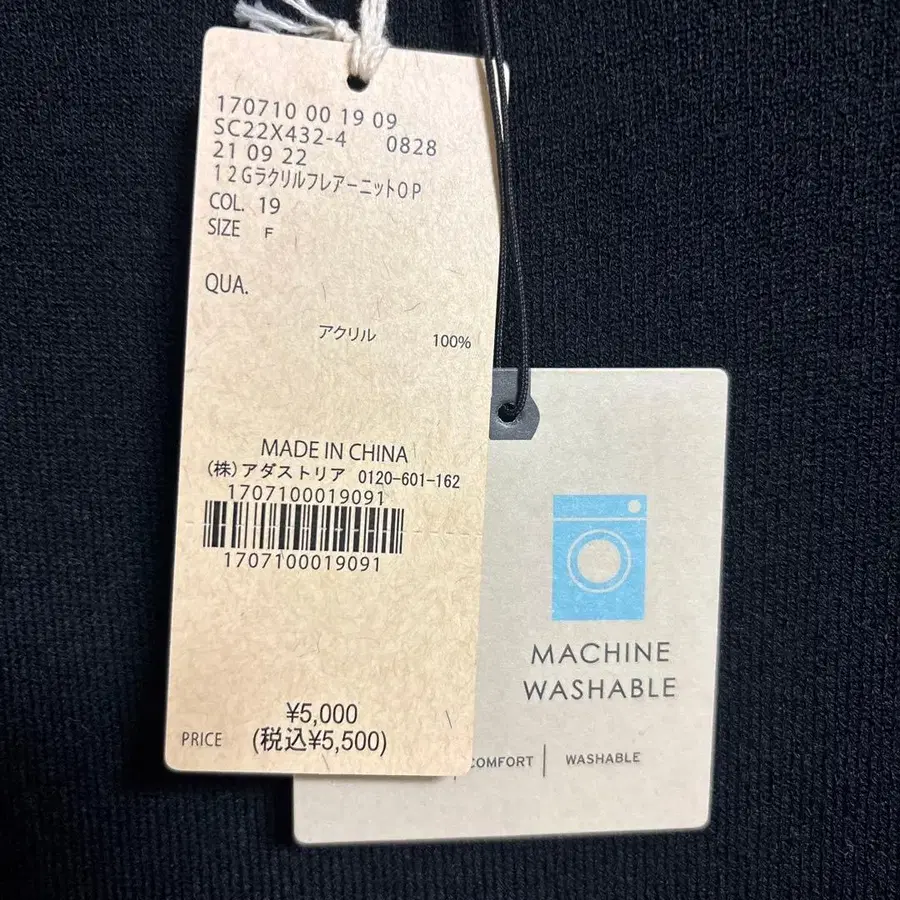 170710 00 19 09
SC22X432-4 0828
21 09 22
12GラクリルフレアーニットOP
COL. 19
SIZE F
QUA.
アクリル 100%
MADE IN CHINA
(株)アダストリア 0120-601-162
1707100019091
1707100019091
¥5,000
PRICE (税込¥5,500)
MACHINE
WASHABLE
COMFORT | WASHABLE